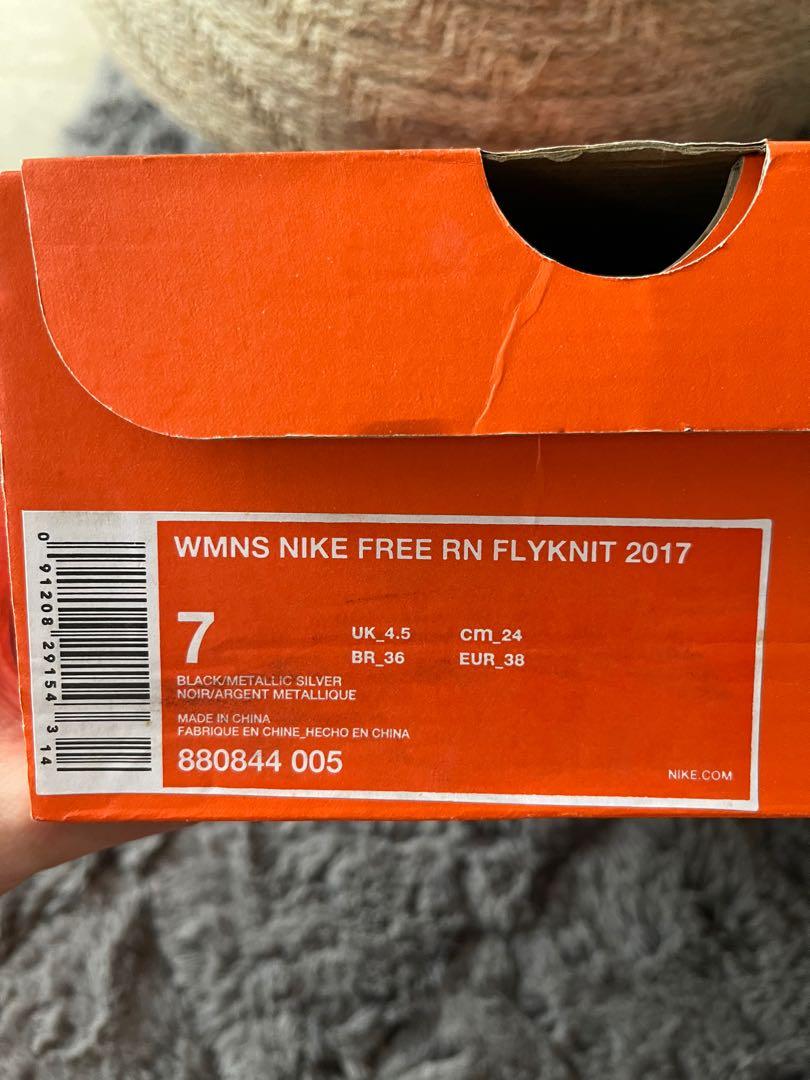 WMNS NIKE FREE RN FLYKNIT 2017
7
UK_4.5 cm_24
BR_36 EUR_38
BLACK/METALLIC SILVER
NOIR/ARGENT METALLIQUE
MADE IN CHINA
FABRIQUE EN CHINE_HECHO EN CHINA
880844 005
NIKE.COM
0 91208 29154 3 14